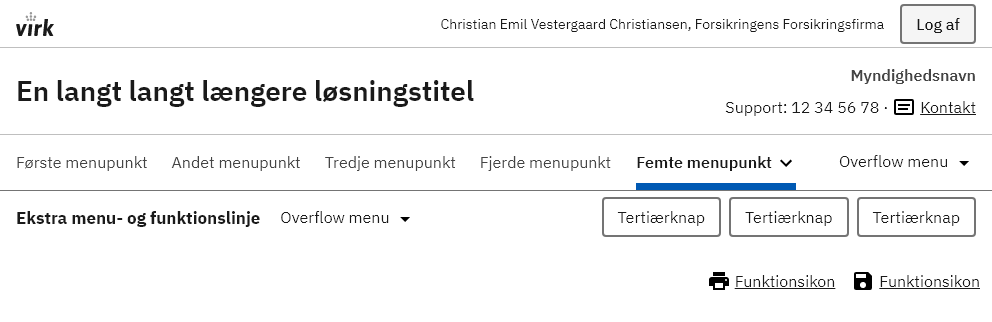 virk
Christian Emil Vestergaard Christiansen, Forsikringens Forsikringsfirma
Log af
En langt langt længere løsningstitel
Myndighedsnavn
Support: 12 34 56 78 · Kontakt
Første menupunkt Andet menupunkt Tredje menupunkt Fjerde menupunkt Femte menupunkt Overflow menu
Ekstra menu- og funktionslinje Overflow menu Tertiærknap Tertiærknap Tertiærknap
Funktionsikon Funktionsikon